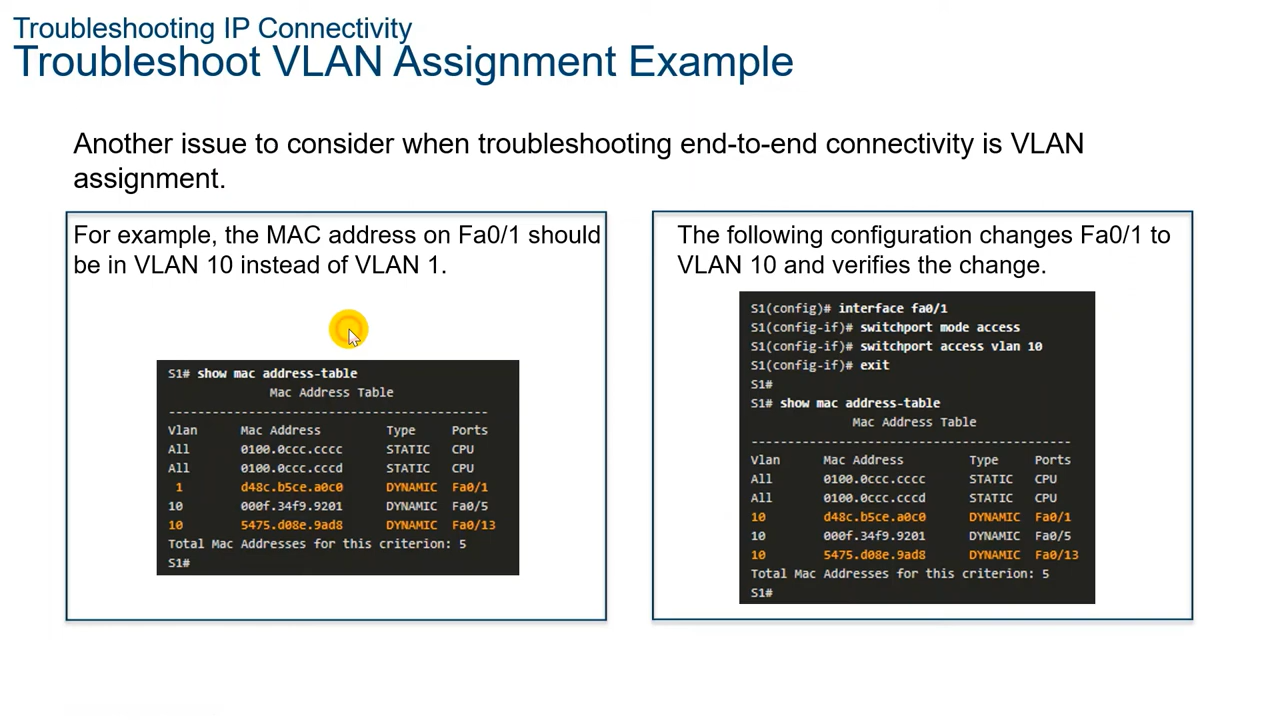 Troubleshooting IP Connectivity
Troubleshoot VLAN Assignment Example
Another issue to consider when troubleshooting end-to-end connectivity is VLAN
assignment.
For example, the MAC address on Fa0/1 should
be in VLAN 10 instead of VLAN 1.
S1# show mac address-table
Mac Address Table
-------------------------------------------
Vlan Mac Address Type Ports
All 0100.0ccc.cccc STATIC CPU
All 0100.0ccc.cccd STATIC CPU
1 d48c.b5ce.a0c0 DYNAMIC Fa0/1
10 000f.34f9.9201 DYNAMIC Fa0/5
10 5475.d08e.9ad8 DYNAMIC Fa0/13
Total Mac Addresses for this criterion: 5
S1#
The following configuration changes Fa0/1 to
VLAN 10 and verifies the change.
S1(config)# interface fa0/1
S1(config-if)# switchport mode access
S1(config-if)# switchport access vlan 10
S1(config-if)# exit
S1#
S1# show mac address-table
Mac Address Table
-------------------------------------------
Vlan Mac Address Type Ports
All 0100.0ccc.cccc STATIC CPU
All 0100.0ccc.cccd STATIC CPU
10 d48c.b5ce.a0c0 DYNAMIC Fa0/1
10 000f.34f9.9201 DYNAMIC Fa0/5
10 5475.d08e.9ad8 DYNAMIC Fa0/13
Total Mac Addresses for this criterion: 5
S1#